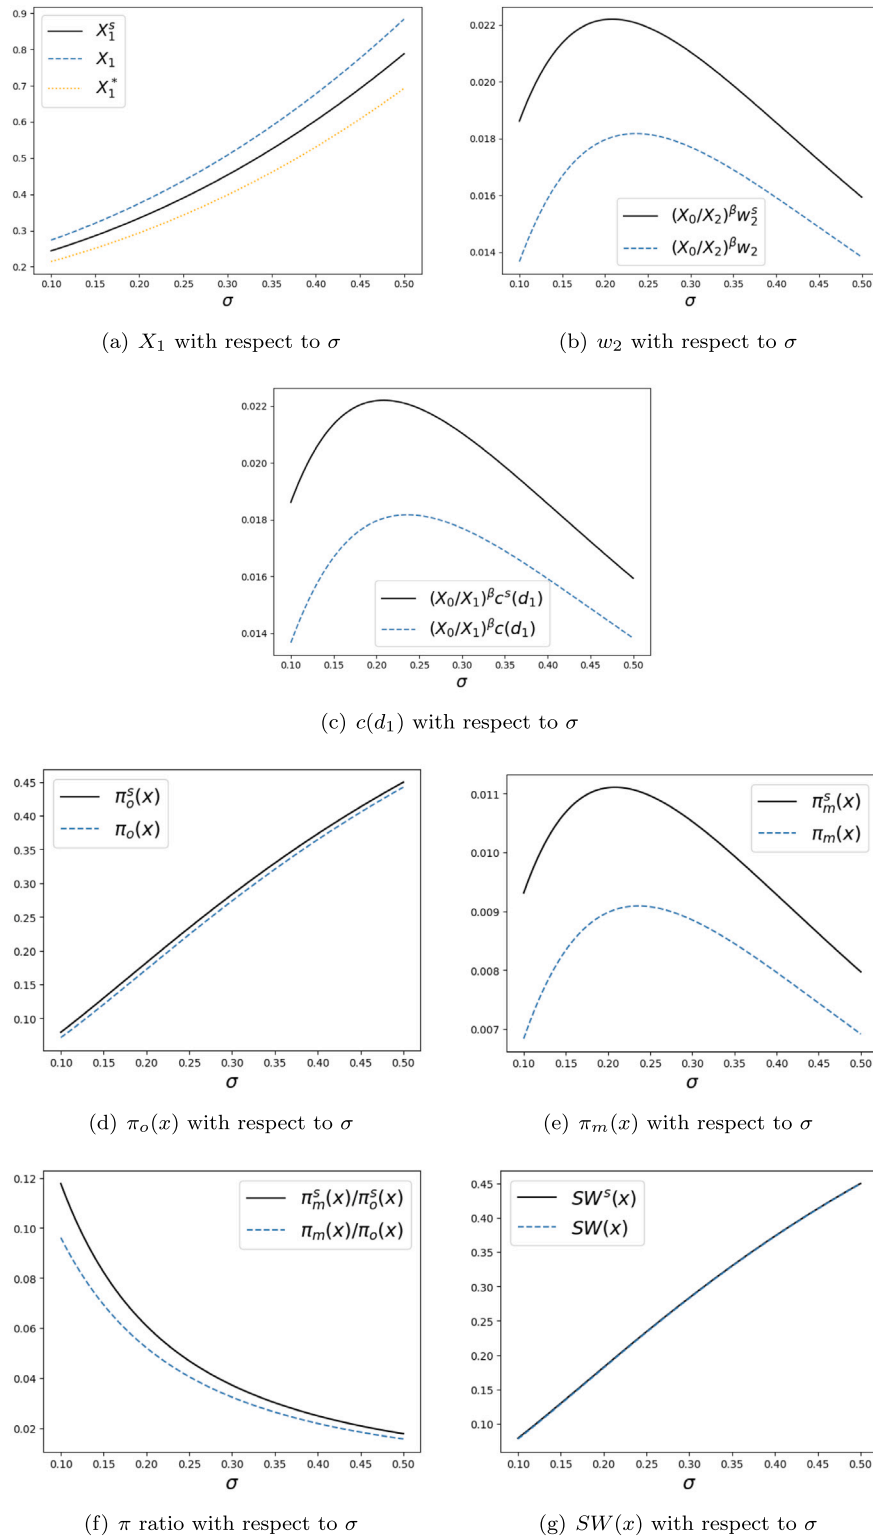 0.9
0.8
0.7
0.6
0.5
0.4
0.3
0.2
X_1^s
X_1
X_1^*
0.10 0.15 0.20 0.25 0.30 0.35 0.40 0.45 0.50
σ
(a) X_1 with respect to σ
0.022
0.020
0.018
0.016
0.014
(X_0/X_2)^β w_2^s
(X_0/X_2)^β w_2
0.10 0.15 0.20 0.25 0.30 0.35 0.40 0.45 0.50
σ
(b) w_2 with respect to σ
0.022
0.020
0.018
0.016
0.014
(X_0/X_1)^β c^s(d_1)
(X_0/X_1)^β c(d_1)
0.10 0.15 0.20 0.25 0.30 0.35 0.40 0.45 0.50
σ
(c) c(d_1) with respect to σ
0.45
0.40
0.35
0.30
0.25
0.20
0.15
0.10
π_o^s(x)
π_o(x)
0.10 0.15 0.20 0.25 0.30 0.35 0.40 0.45 0.50
σ
(d) π_o(x) with respect to σ
0.011
0.010
0.009
0.008
0.007
π_m^s(x)
π_m(x)
0.10 0.15 0.20 0.25 0.30 0.35 0.40 0.45 0.50
σ
(e) π_m(x) with respect to σ
0.12
0.10
0.08
0.06
0.04
0.02
π_m^s(x)/π_o^s(x)
π_m(x)/π_o(x)
0.10 0.15 0.20 0.25 0.30 0.35 0.40 0.45 0.50
σ
(f) π ratio with respect to σ
0.45
0.40
0.35
0.30
0.25
0.20
0.15
0.10
SW^s(x)
SW(x)
0.10 0.15 0.20 0.25 0.30 0.35 0.40 0.45 0.50
σ
(g) SW(x) with respect to σ